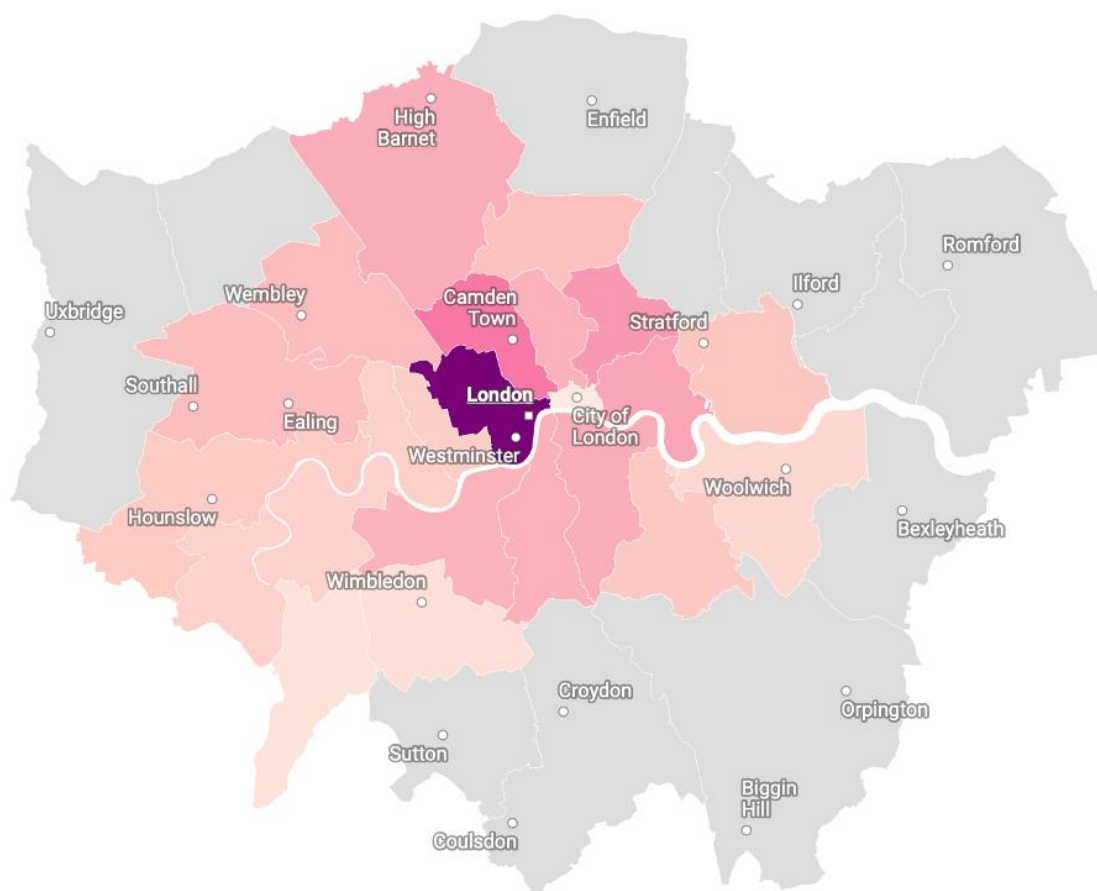 High
Barnet
Enfield
Romford
Ilford
Wembley
Camden
Town
Stratford
Uxbridge
Southall
London
Ealing
City of
London
Westminster
Woolwich
Hounslow
Bexleyheath
Wimbledon
Croydon
Orpington
Sutton
Biggin
Hill
Coulsdon